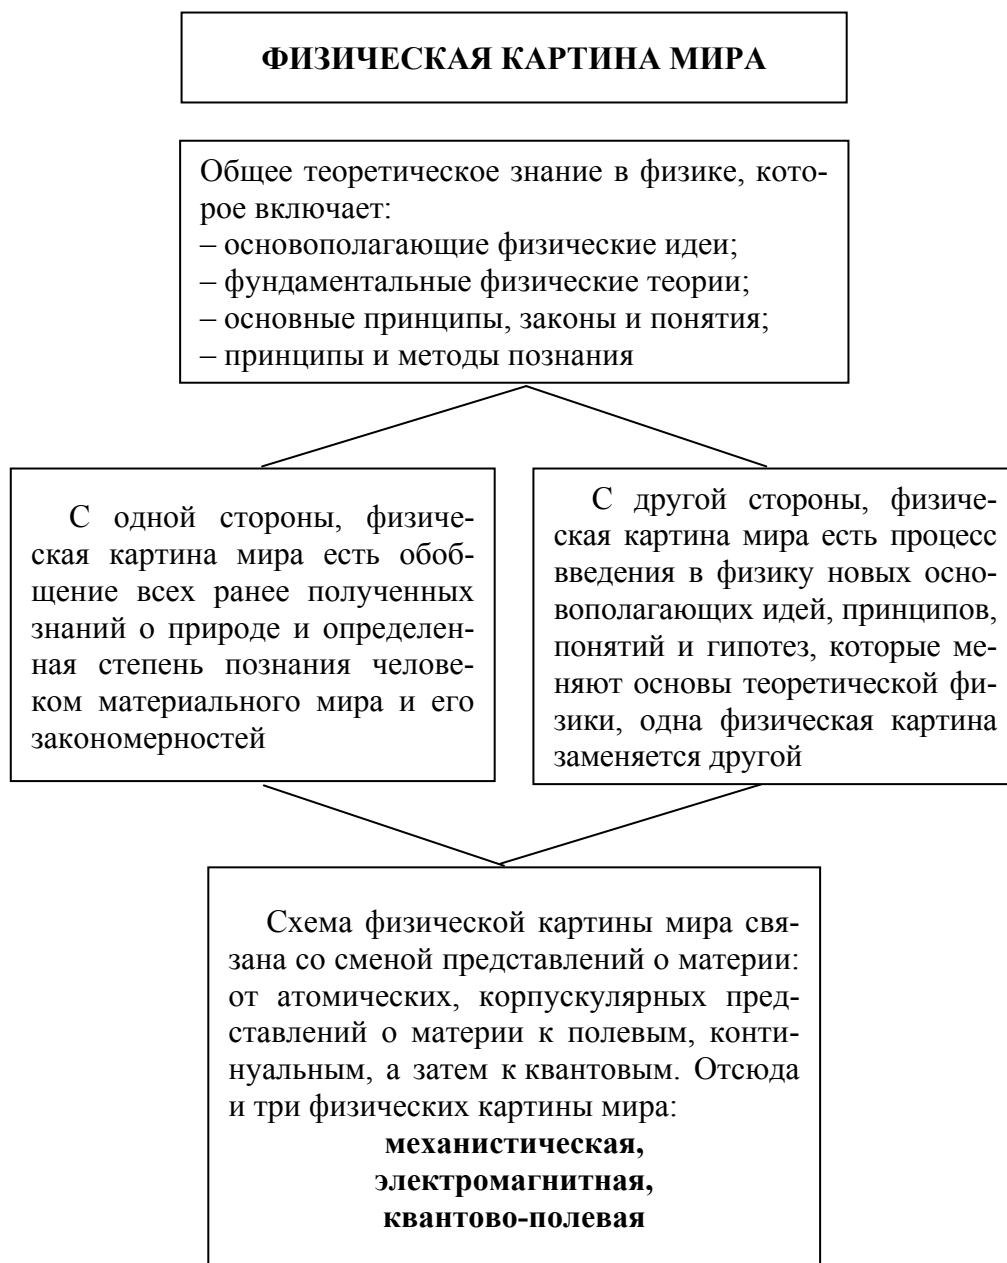 ФИЗИЧЕСКАЯ КАРТИНА МИРА
Общее теоретическое знание в физике, кото-
рое включает:
– основополагающие физические идеи;
– фундаментальные физические теории;
– основные принципы, законы и понятия;
– принципы и методы познания
С одной стороны, физиче-
ская картина мира есть обоб-
щение всех ранее полученных
знаний о природе и определен-
ная степень познания челове-
ком материального мира и его
закономерностей
С другой стороны, физиче-
ская картина мира есть процесс
введения в физику новых осно-
вополагающих идей, принципов,
понятий и гипотез, которые ме-
няют основы теоретической фи-
зики, одна физическая картина
заменяется другой
Схема физической картины мира свя-
зана со сменой представлений о материи:
от атомических, корпускулярных пред-
ставлений о материи к полевым, конти-
нуальным, а затем к квантовым. Отсюда
и три физических картины мира:
механистическая,
электромагнитная,
квантово-полевая